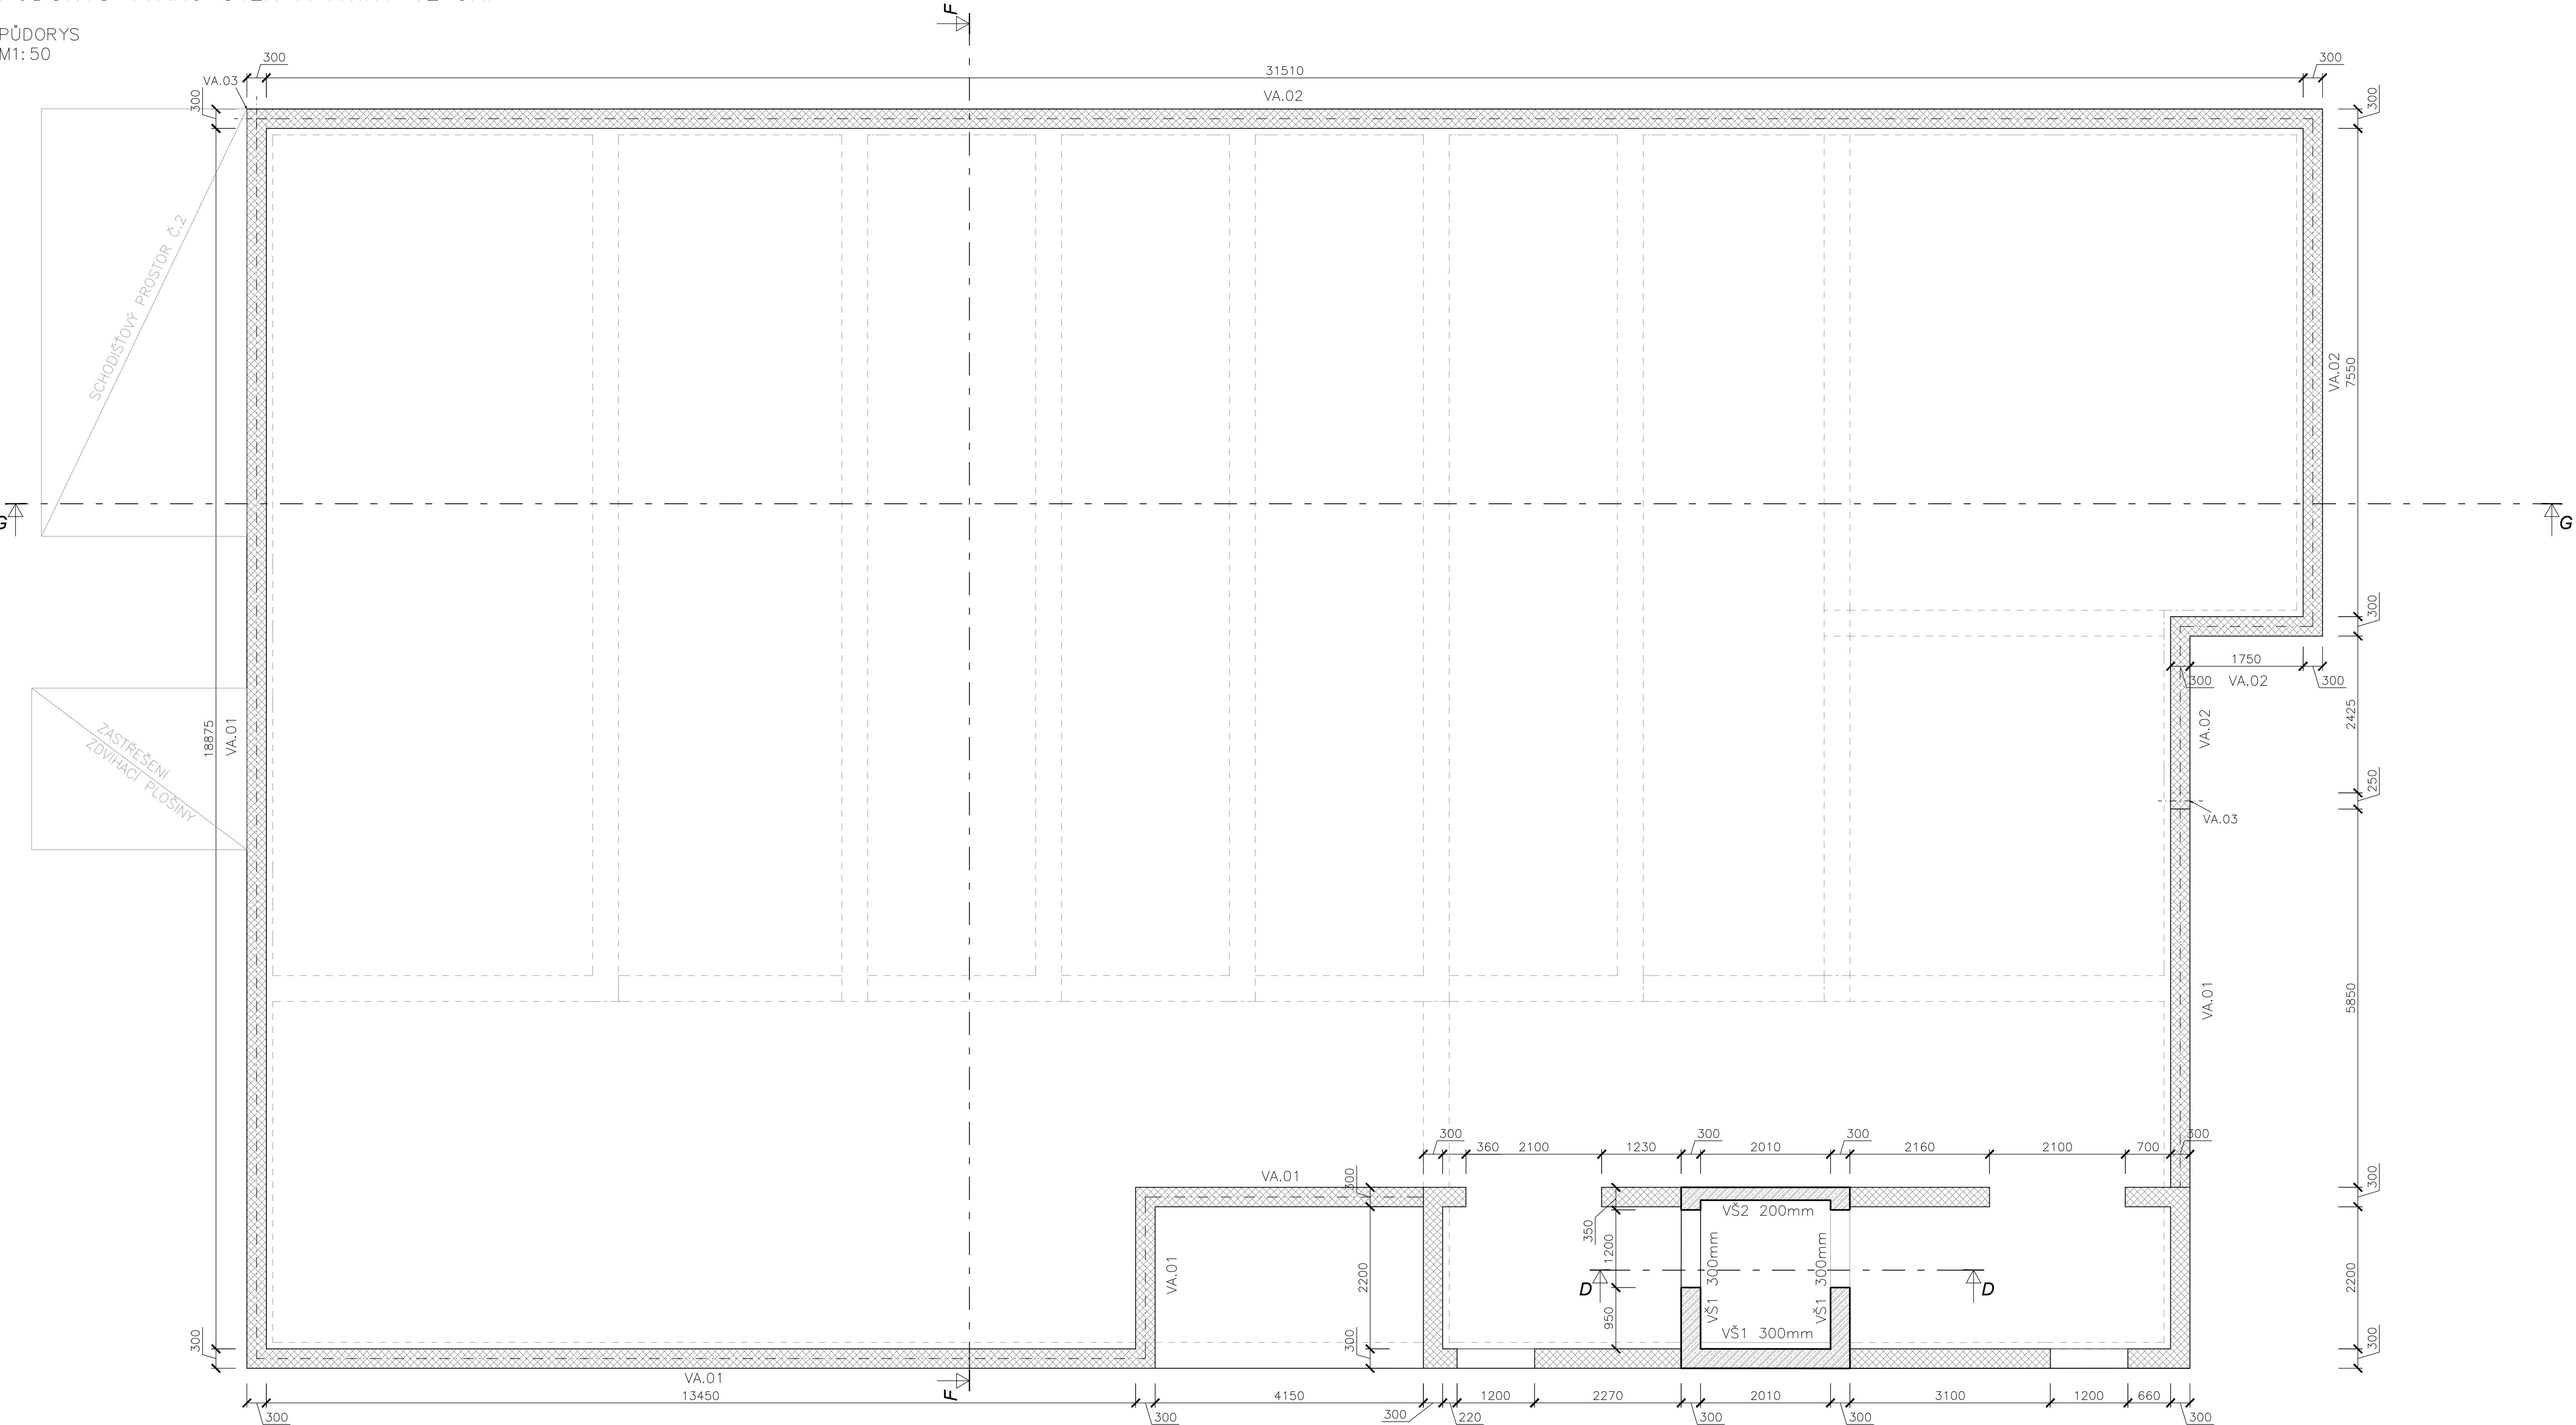 PŮDORYS
M1:50
F
300
31510
300
VA.03
VA.02
300
300
SCHODIŠŤOVÝ PROSTOR Č.2
VA.02
7550
G
G
300
1750
300
VA.02
300
2425
VA.02
18875
VA.01
ZASTŘEŠENÍ
ZDVIHACÍ PLOŠINY
250
VA.03
VA.01
5850
300
360
2100
1230
300
2010
300
2160
2100
700
300
VA.01
300
300
VŠ2 200mm
350
1200
VŠ1 300mm
VŠ1 300mm
VA.01
2200
2200
D
D
950
VŠ1 300mm
300
300
300
VA.01
F
13450
4150
1200
2270
2010
3100
1200
660
300
300
300
220
300
300
300